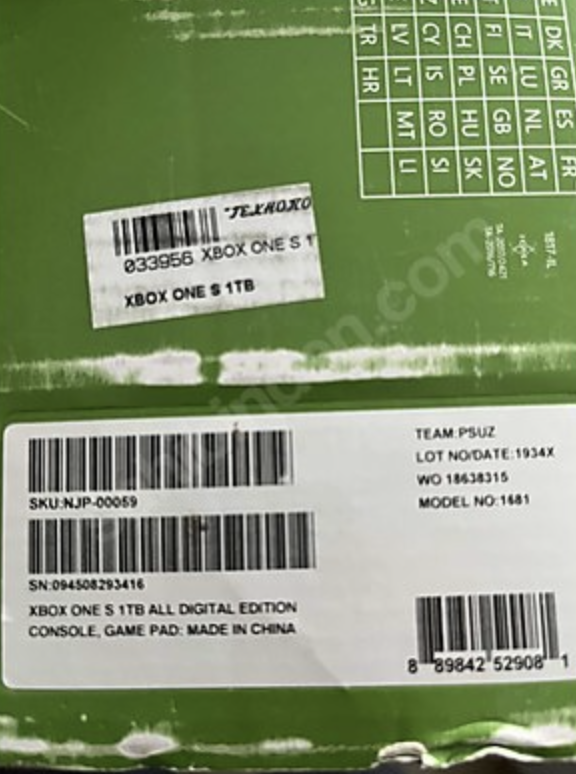 DK GR ES FR
IT LU NL AT
FI SE GB NO
CH PL HU SK
CY IS RO SI
LV LT MT LI
TR HR
033956 XBOX ONE S 1
XBOX ONE S 1TB
SKU:NJP-00059
SN:094508293416
XBOX ONE S 1TB ALL DIGITAL EDITION
CONSOLE, GAME PAD: MADE IN CHINA
TEAM:PSUZ
LOT NO/DATE:1934X
WO 18638315
MODEL NO:1681
8 89842 52908 1